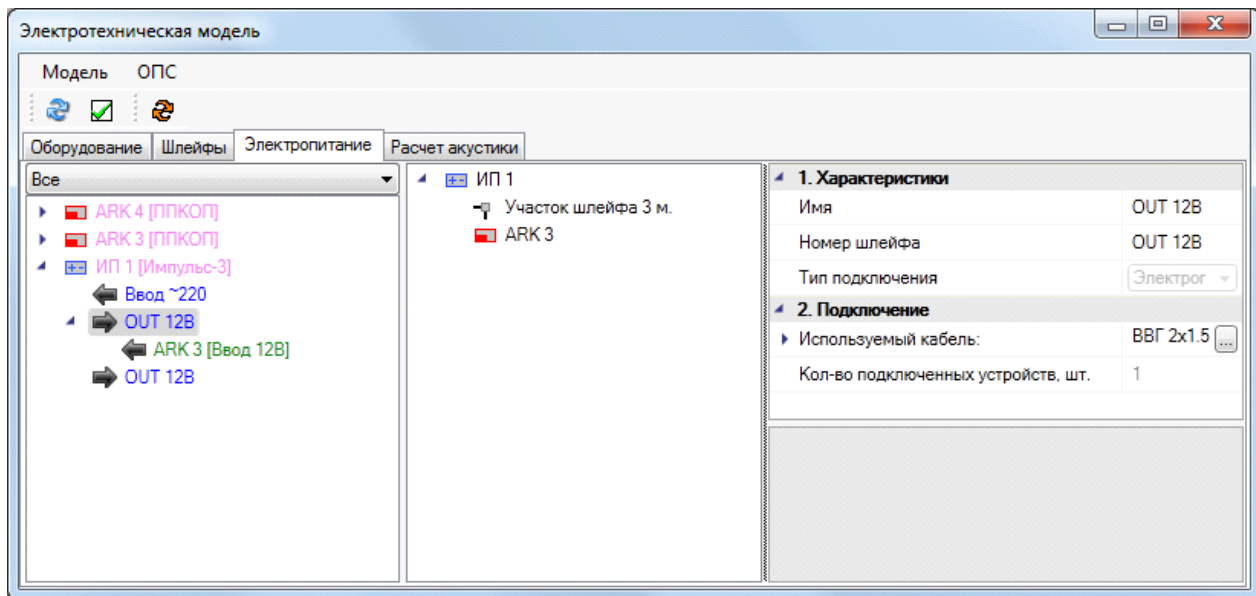 Электротехническая модель
Модель ОПС
Оборудование Шлейфы Электропитание Расчет акустики
Все
ARK 4 [ППКОП]
ARK 3 [ППКОП]
ИП 1 [Импульс-3]
Ввод ~220
OUT 12В
ARK 3 [Ввод 12В]
OUT 12В
ИП 1
Участок шлейфа 3 м.
ARK 3
1. Характеристики
Имя OUT 12В
Номер шлейфа OUT 12В
Тип подключения Электрог
2. Подключение
Используемый кабель: ВВГ 2x1.5 ...
Кол-во подключенных устройств, шт. 1